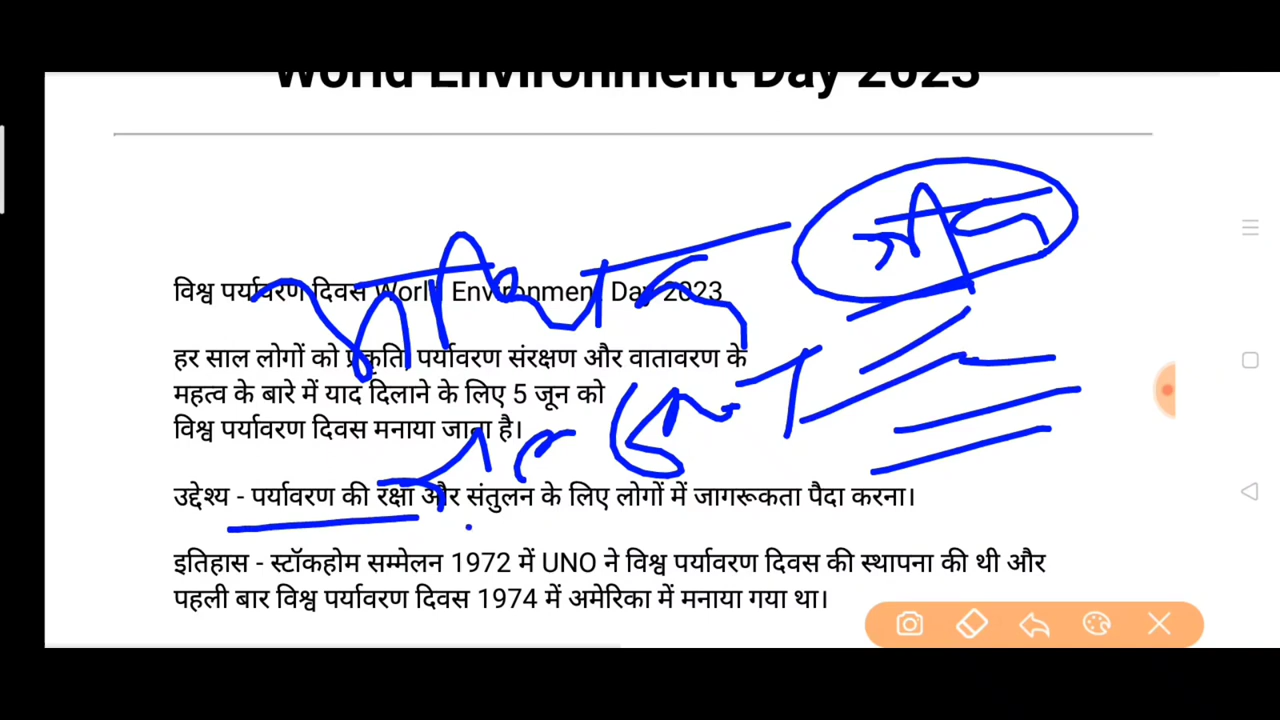 World Environment Day 2023
विश्व पर्यावरण दिवस World Environment Day 2023
हर साल लोगों को प्रकृति, पर्यावरण संरक्षण और वातावरण के
महत्व के बारे में याद दिलाने के लिए 5 जून को
विश्व पर्यावरण दिवस मनाया जाता है।
उद्देश्य - पर्यावरण की रक्षा और संतुलन के लिए लोगों में जागरूकता पैदा करना।
इतिहास - स्टॉकहोम सम्मेलन 1972 में UNO ने विश्व पर्यावरण दिवस की स्थापना की थी और
पहली बार विश्व पर्यावरण दिवस 1974 में अमेरिका में मनाया गया था।